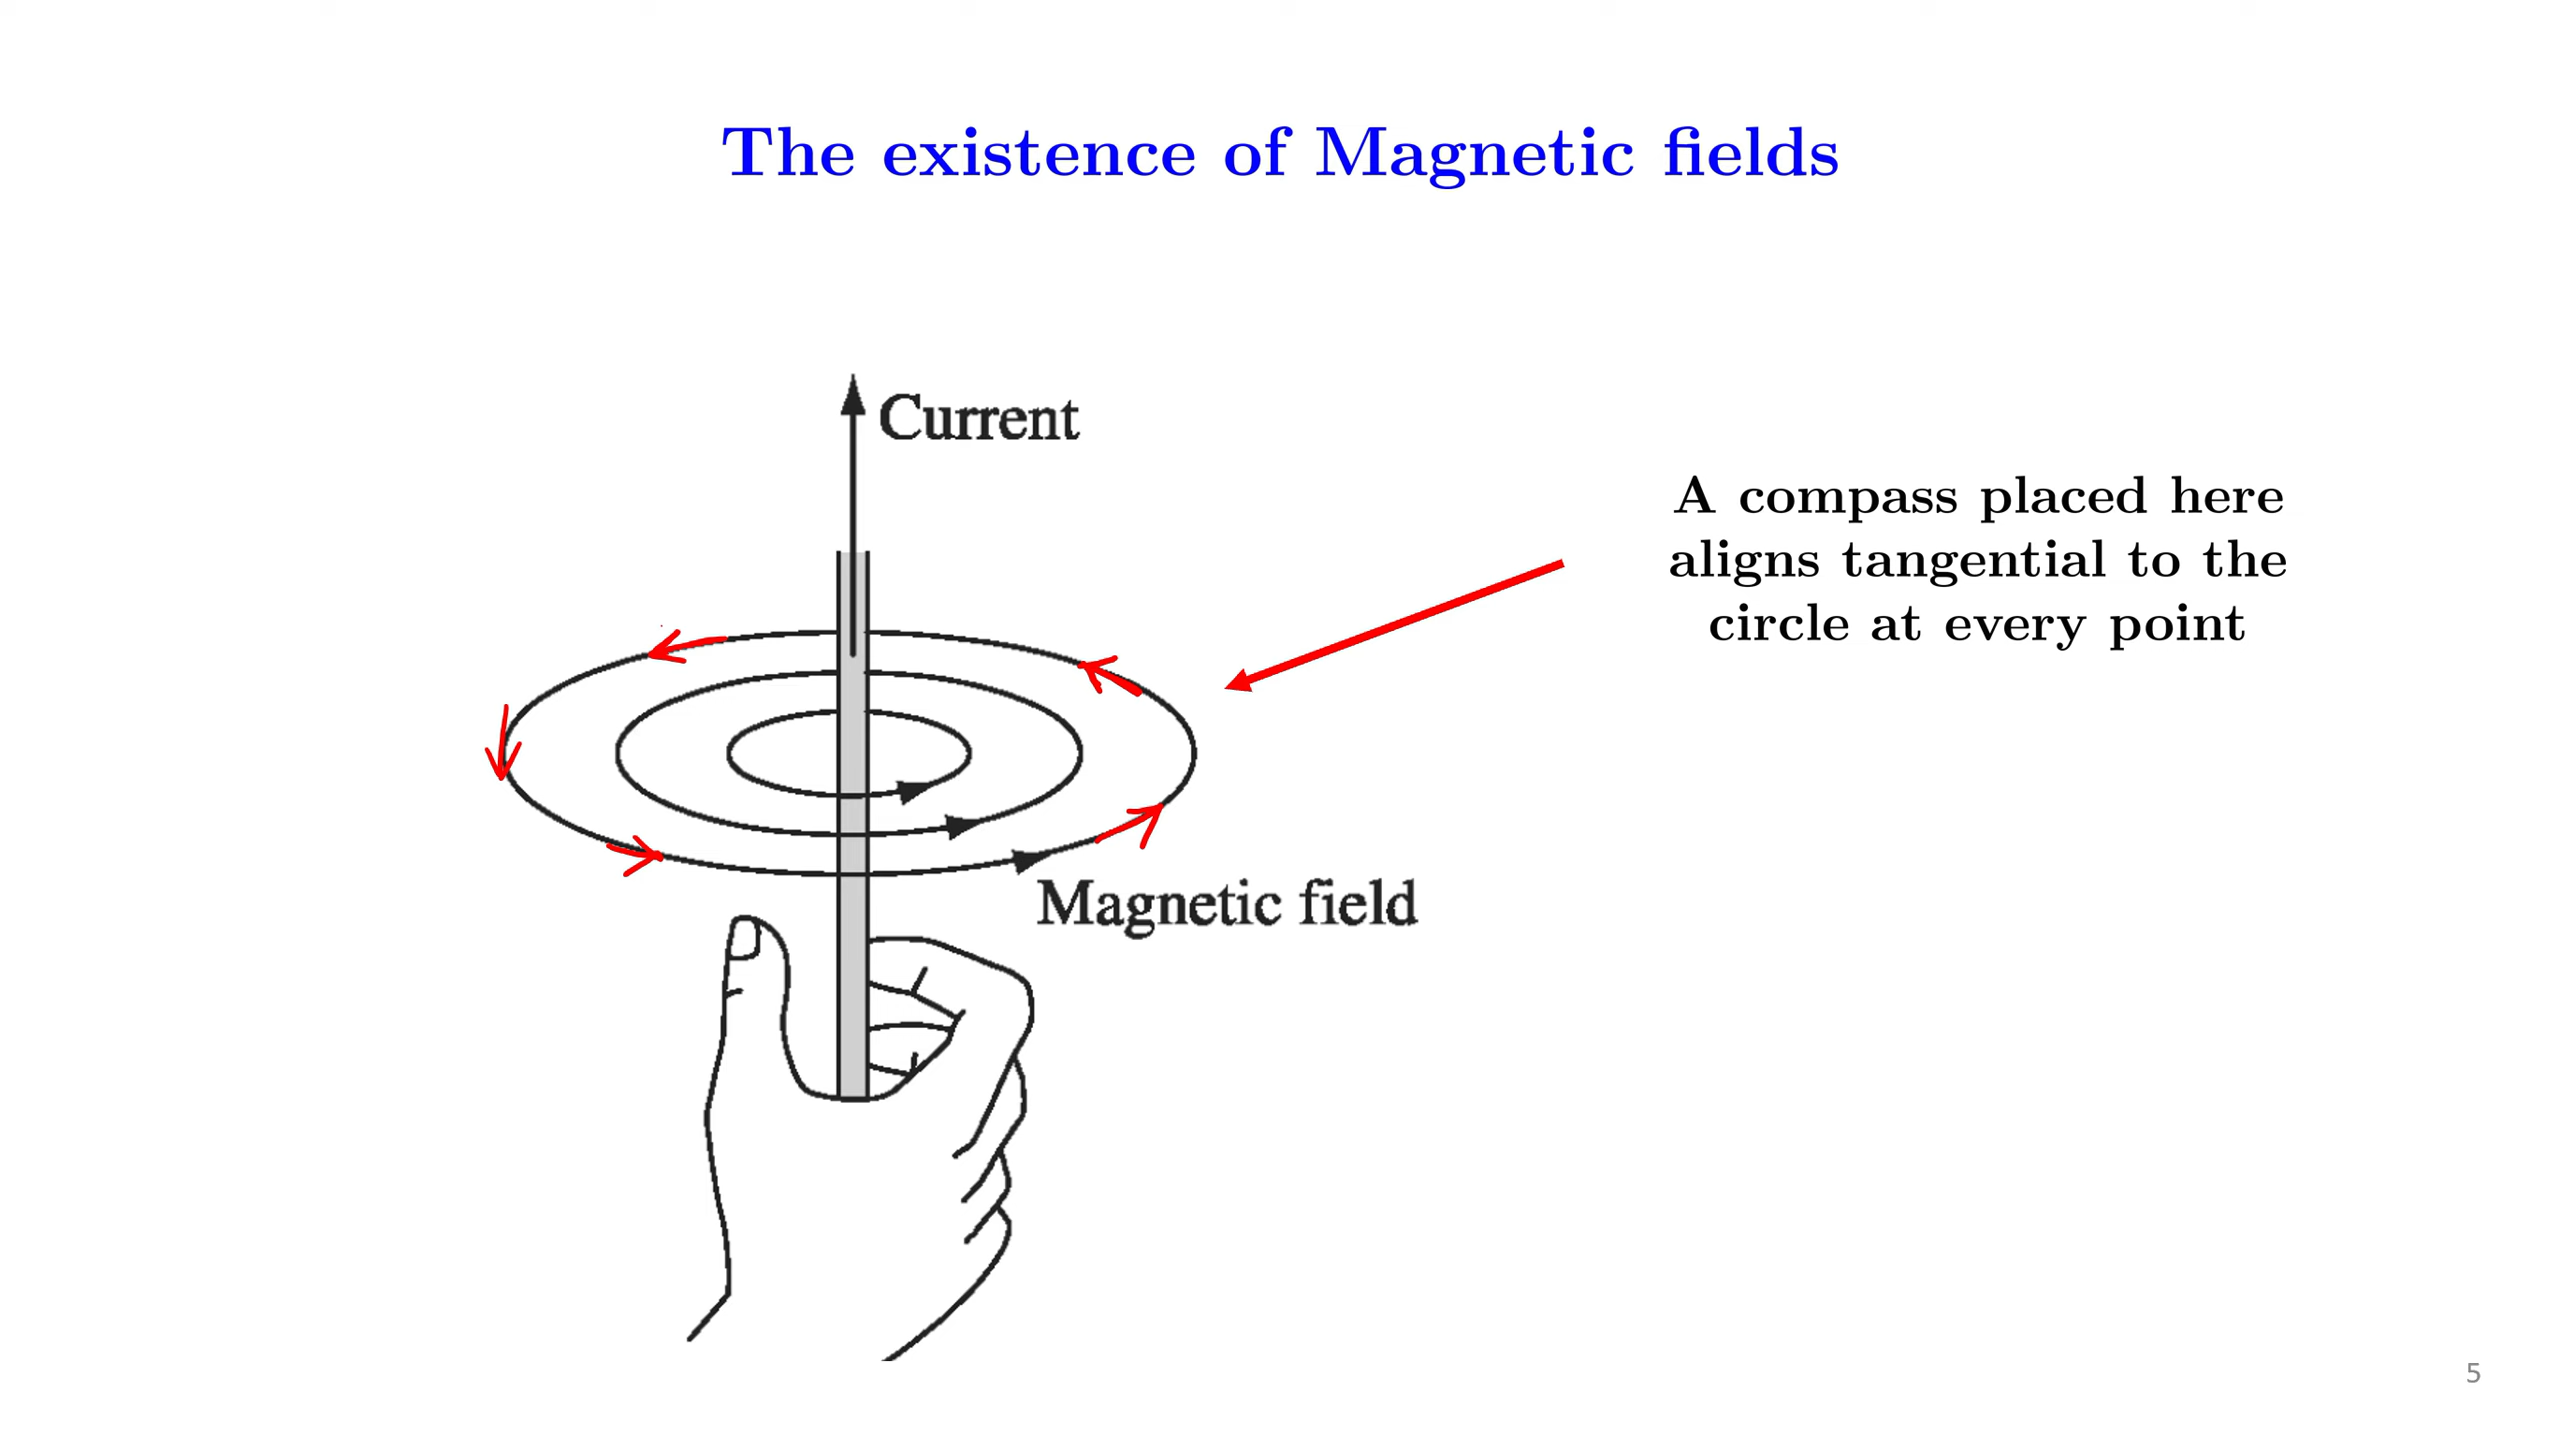 The existence of Magnetic fields
Current
A compass placed here
aligns tangential to the
circle at every point
Magnetic field
5